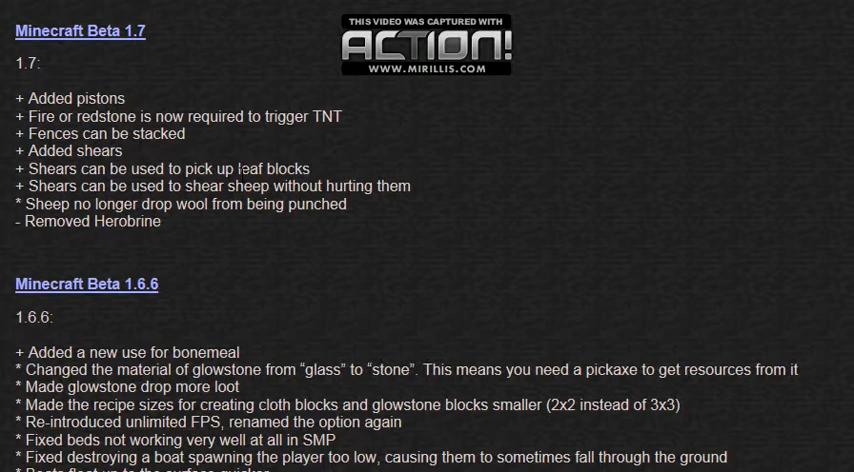 THIS VIDEO WAS CAPTURED WITH
ACTION!
WWW.MIRILLIS.COM
Minecraft Beta 1.7
1.7:
+ Added pistons
+ Fire or redstone is now required to trigger TNT
+ Fences can be stacked
+ Added shears
+ Shears can be used to pick up leaf blocks
+ Shears can be used to shear sheep without hurting them
* Sheep no longer drop wool from being punched
- Removed Herobrine
Minecraft Beta 1.6.6
1.6.6:
+ Added a new use for bonemeal
* Changed the material of glowstone from “glass” to “stone”. This means you need a pickaxe to get resources from it
* Made glowstone drop more loot
* Made the recipe sizes for creating cloth blocks and glowstone blocks smaller (2x2 instead of 3x3)
* Re-introduced unlimited FPS, renamed the option again
* Fixed beds not working very well at all in SMP
* Fixed destroying a boat spawning the player too low, causing them to sometimes fall through the ground
* Boats float up to the surface quicker